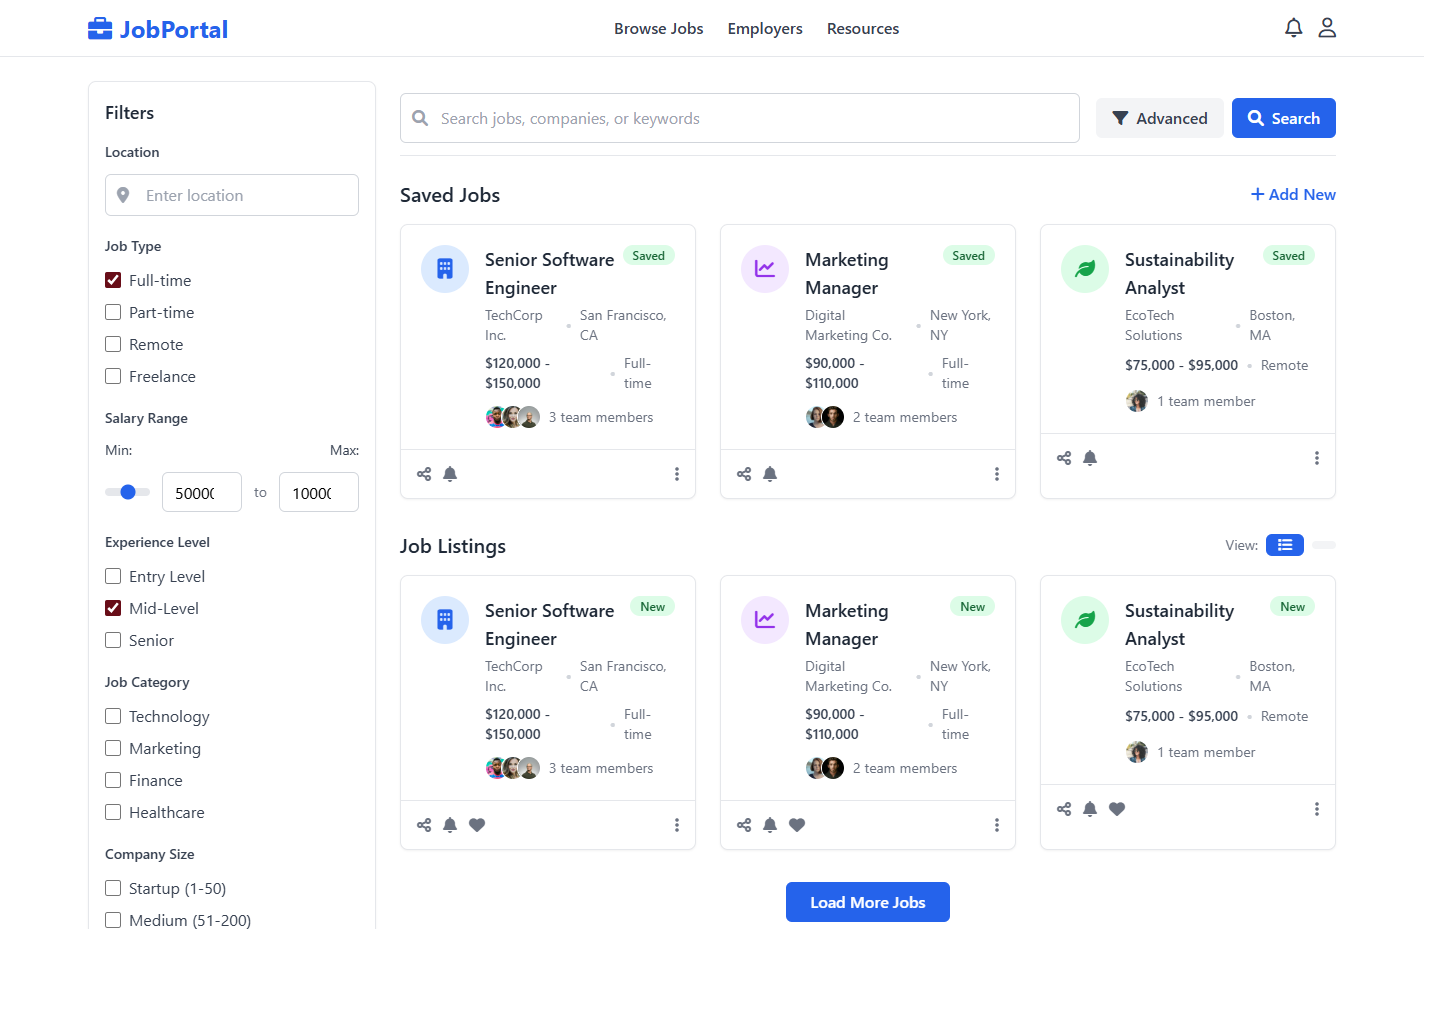 JobPortal
Browse Jobs
Employers
Resources
Filters
Location
Enter location
Job Type
Full-time
Part-time
Remote
Freelance
Salary Range
Min:
Max:
50000
to
10000
Experience Level
Entry Level
Mid-Level
Senior
Job Category
Technology
Marketing
Finance
Healthcare
Company Size
Startup (1-50)
Medium (51-200)
Search jobs, companies, or keywords
Advanced
Search
Saved Jobs
Add New
Senior Software
Engineer
Saved
TechCorp
Inc.
San Francisco,
CA
$120,000 -
$150,000
Full-
time
3 team members
Marketing
Manager
Saved
Digital
Marketing Co.
New York,
NY
$90,000 -
$110,000
Full-
time
2 team members
Sustainability
Analyst
Saved
EcoTech
Solutions
Boston,
MA
$75,000 - $95,000
Remote
1 team member
Job Listings
View:
Senior Software
Engineer
New
TechCorp
Inc.
San Francisco,
CA
$120,000 -
$150,000
Full-
time
3 team members
Marketing
Manager
New
Digital
Marketing Co.
New York,
NY
$90,000 -
$110,000
Full-
time
2 team members
Sustainability
Analyst
New
EcoTech
Solutions
Boston,
MA
$75,000 - $95,000
Remote
1 team member
Load More Jobs